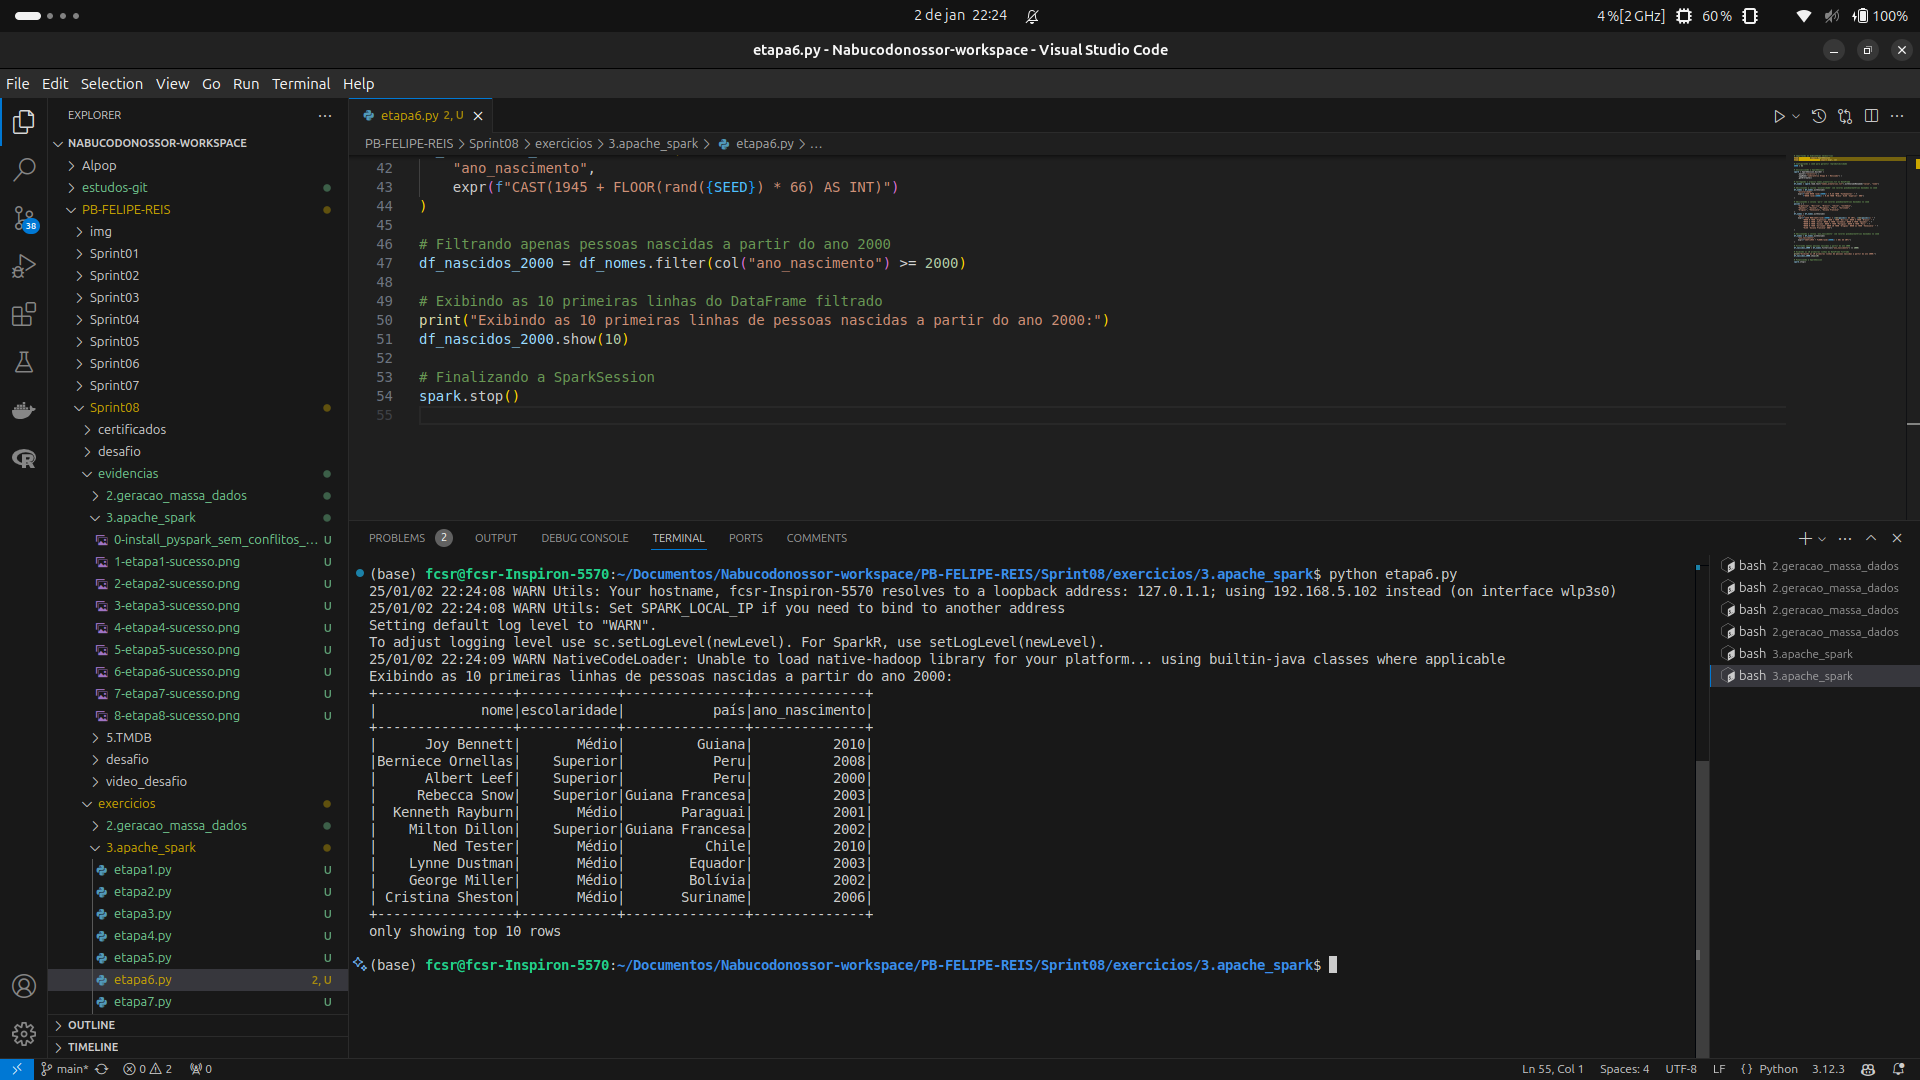 2 de jan 22:24
4 %[2 GHz] 60 % 100%
etapa6.py - Nabucodonossor-workspace - Visual Studio Code
File Edit Selection View Go Run Terminal Help
EXPLORER
NABUCODONOSSOR-WORKSPACE
Alpop
estudos-git
PB-FELIPE-REIS
img
Sprint01
Sprint02
Sprint03
Sprint04
Sprint05
Sprint06
Sprint07
Sprint08
certificados
desafio
evidencias
2.geracao_massa_dados
3.apache_spark
0-install_pyspark_sem_conflitos_... U
1-etapa1-sucesso.png U
2-etapa2-sucesso.png U
3-etapa3-sucesso.png U
4-etapa4-sucesso.png U
5-etapa5-sucesso.png U
6-etapa6-sucesso.png U
7-etapa7-sucesso.png U
8-etapa8-sucesso.png U
5.TMDB
desafio
video_desafio
exercicios
2.geracao_massa_dados
3.apache_spark
etapa1.py U
etapa2.py U
etapa3.py U
etapa4.py U
etapa5.py U
etapa6.py 2, U
etapa7.py U
OUTLINE
TIMELINE
38
etapa6.py 2, U
PB-FELIPE-REIS > Sprint08 > exercicios > 3.apache_spark > etapa6.py > ...
42 "ano_nascimento",
43 expr(f"CAST(1945 + FLOOR(rand({SEED}) * 66) AS INT)")
44 )
45
46 # Filtrando apenas pessoas nascidas a partir do ano 2000
47 df_nascidos_2000 = df_nomes.filter(col("ano_nascimento") >= 2000)
48
49 # Exibindo as 10 primeiras linhas do DataFrame filtrado
50 print("Exibindo as 10 primeiras linhas de pessoas nascidas a partir do ano 2000:")
51 df_nascidos_2000.show(10)
52
53 # Finalizando a SparkSession
54 spark.stop()
55
PROBLEMS 2 OUTPUT DEBUG CONSOLE TERMINAL PORTS COMMENTS
(base) fcsr@fcsr-Inspiron-5570:~/Documentos/Nabucodonossor-workspace/PB-FELIPE-REIS/Sprint08/exercicios/3.apache_spark$ python etapa6.py
25/01/02 22:24:08 WARN Utils: Your hostname, fcsr-Inspiron-5570 resolves to a loopback address: 127.0.1.1; using 192.168.5.102 instead (on interface wlp3s0)
25/01/02 22:24:08 WARN Utils: Set SPARK_LOCAL_IP if you need to bind to another address
Setting default log level to "WARN".
To adjust logging level use sc.setLogLevel(newLevel). For SparkR, use setLogLevel(newLevel).
25/01/02 22:24:09 WARN NativeCodeLoader: Unable to load native-hadoop library for your platform... using builtin-java classes where applicable
Exibindo as 10 primeiras linhas de pessoas nascidas a partir do ano 2000:
+-----------------+------------+---------------+--------------+
|             nome|escolaridade|           país|ano_nascimento|
+-----------------+------------+---------------+--------------+
|      Joy Bennett|       Médio|         Guiana|          2010|
|Berniece Ornellas|    Superior|           Peru|          2008|
|      Albert Leef|    Superior|           Peru|          2000|
|     Rebecca Snow|    Superior|Guiana Francesa|          2003|
|  Kenneth Rayburn|       Médio|       Paraguai|          2001|
|    Milton Dillon|    Superior|Guiana Francesa|          2002|
|       Ned Tester|       Médio|          Chile|          2010|
|    Lynne Dustman|       Médio|        Equador|          2003|
|    George Miller|       Médio|        Bolívia|          2002|
| Cristina Sheston|       Médio|       Suriname|          2006|
+-----------------+------------+---------------+--------------+
only showing top 10 rows
(base) fcsr@fcsr-Inspiron-5570:~/Documentos/Nabucodonossor-workspace/PB-FELIPE-REIS/Sprint08/exercicios/3.apache_spark$
bash 2.geracao_massa_dados
bash 2.geracao_massa_dados
bash 2.geracao_massa_dados
bash 2.geracao_massa_dados
bash 3.apache_spark
bash 3.apache_spark
main* 0 2 0
Ln 55, Col 1 Spaces: 4 UTF-8 LF {} Python 3.12.3